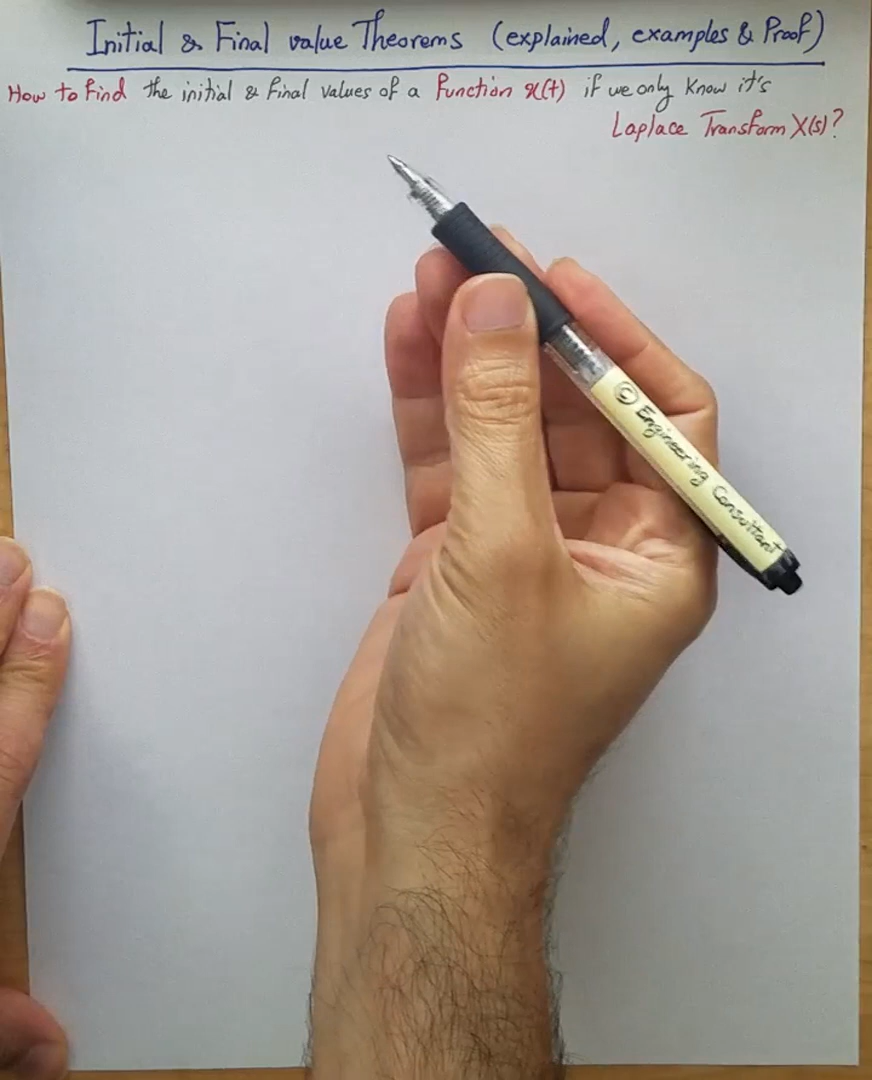 Initial & Final value Theorems (explained, examples & Proof)
How to find the initial & final values of a function x(t) if we only know it's
Laplace Transform X(s)?
© Engineering Consultant